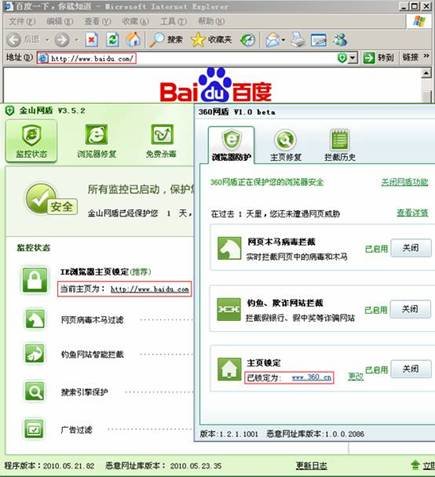 百度一下，你就知道 - Microsoft Internet Explorer
文件(F) 编辑(E) 查看(V) 收藏(A) 工具(T) 帮助(H)
后退 搜索 收藏夹
地址(D) http://www.baidu.com/ 转到 链接 »
Bai du 百度
金山网盾 V3.5.2
监控状态 浏览器修复 免费杀毒
安全
所有监控已启动，保护您
金山网盾已经保护您 1 天，
监控状态
IE浏览器主页锁定(推荐)
当前主页为： http://www.baidu.com
网页病毒木马过滤
钓鱼网站智能拦截
搜索引擎保护
广告过滤
程序版本：2010.05.21.82 恶意网址库版本：2010.05.23.35 更新日志 立即
360网盾 V1.0 beta
浏览器防护 主页修复 拦截历史
360网盾正在保护您的浏览器安全 关闭网盾功能
在过去 1 天里，您还未遭遇网页威胁 查看详情
网页木马病毒拦截
实时拦截网页中的病毒和木马
已启用 关闭
钓鱼、欺诈网站拦截
拦截假银行、假中奖等诈骗网站
已启用 关闭
主页锁定
已锁定为： www.360.cn 更改
已启用 关闭
版本：1.2.1.1001 恶意网址库版本：1.0.0.2086